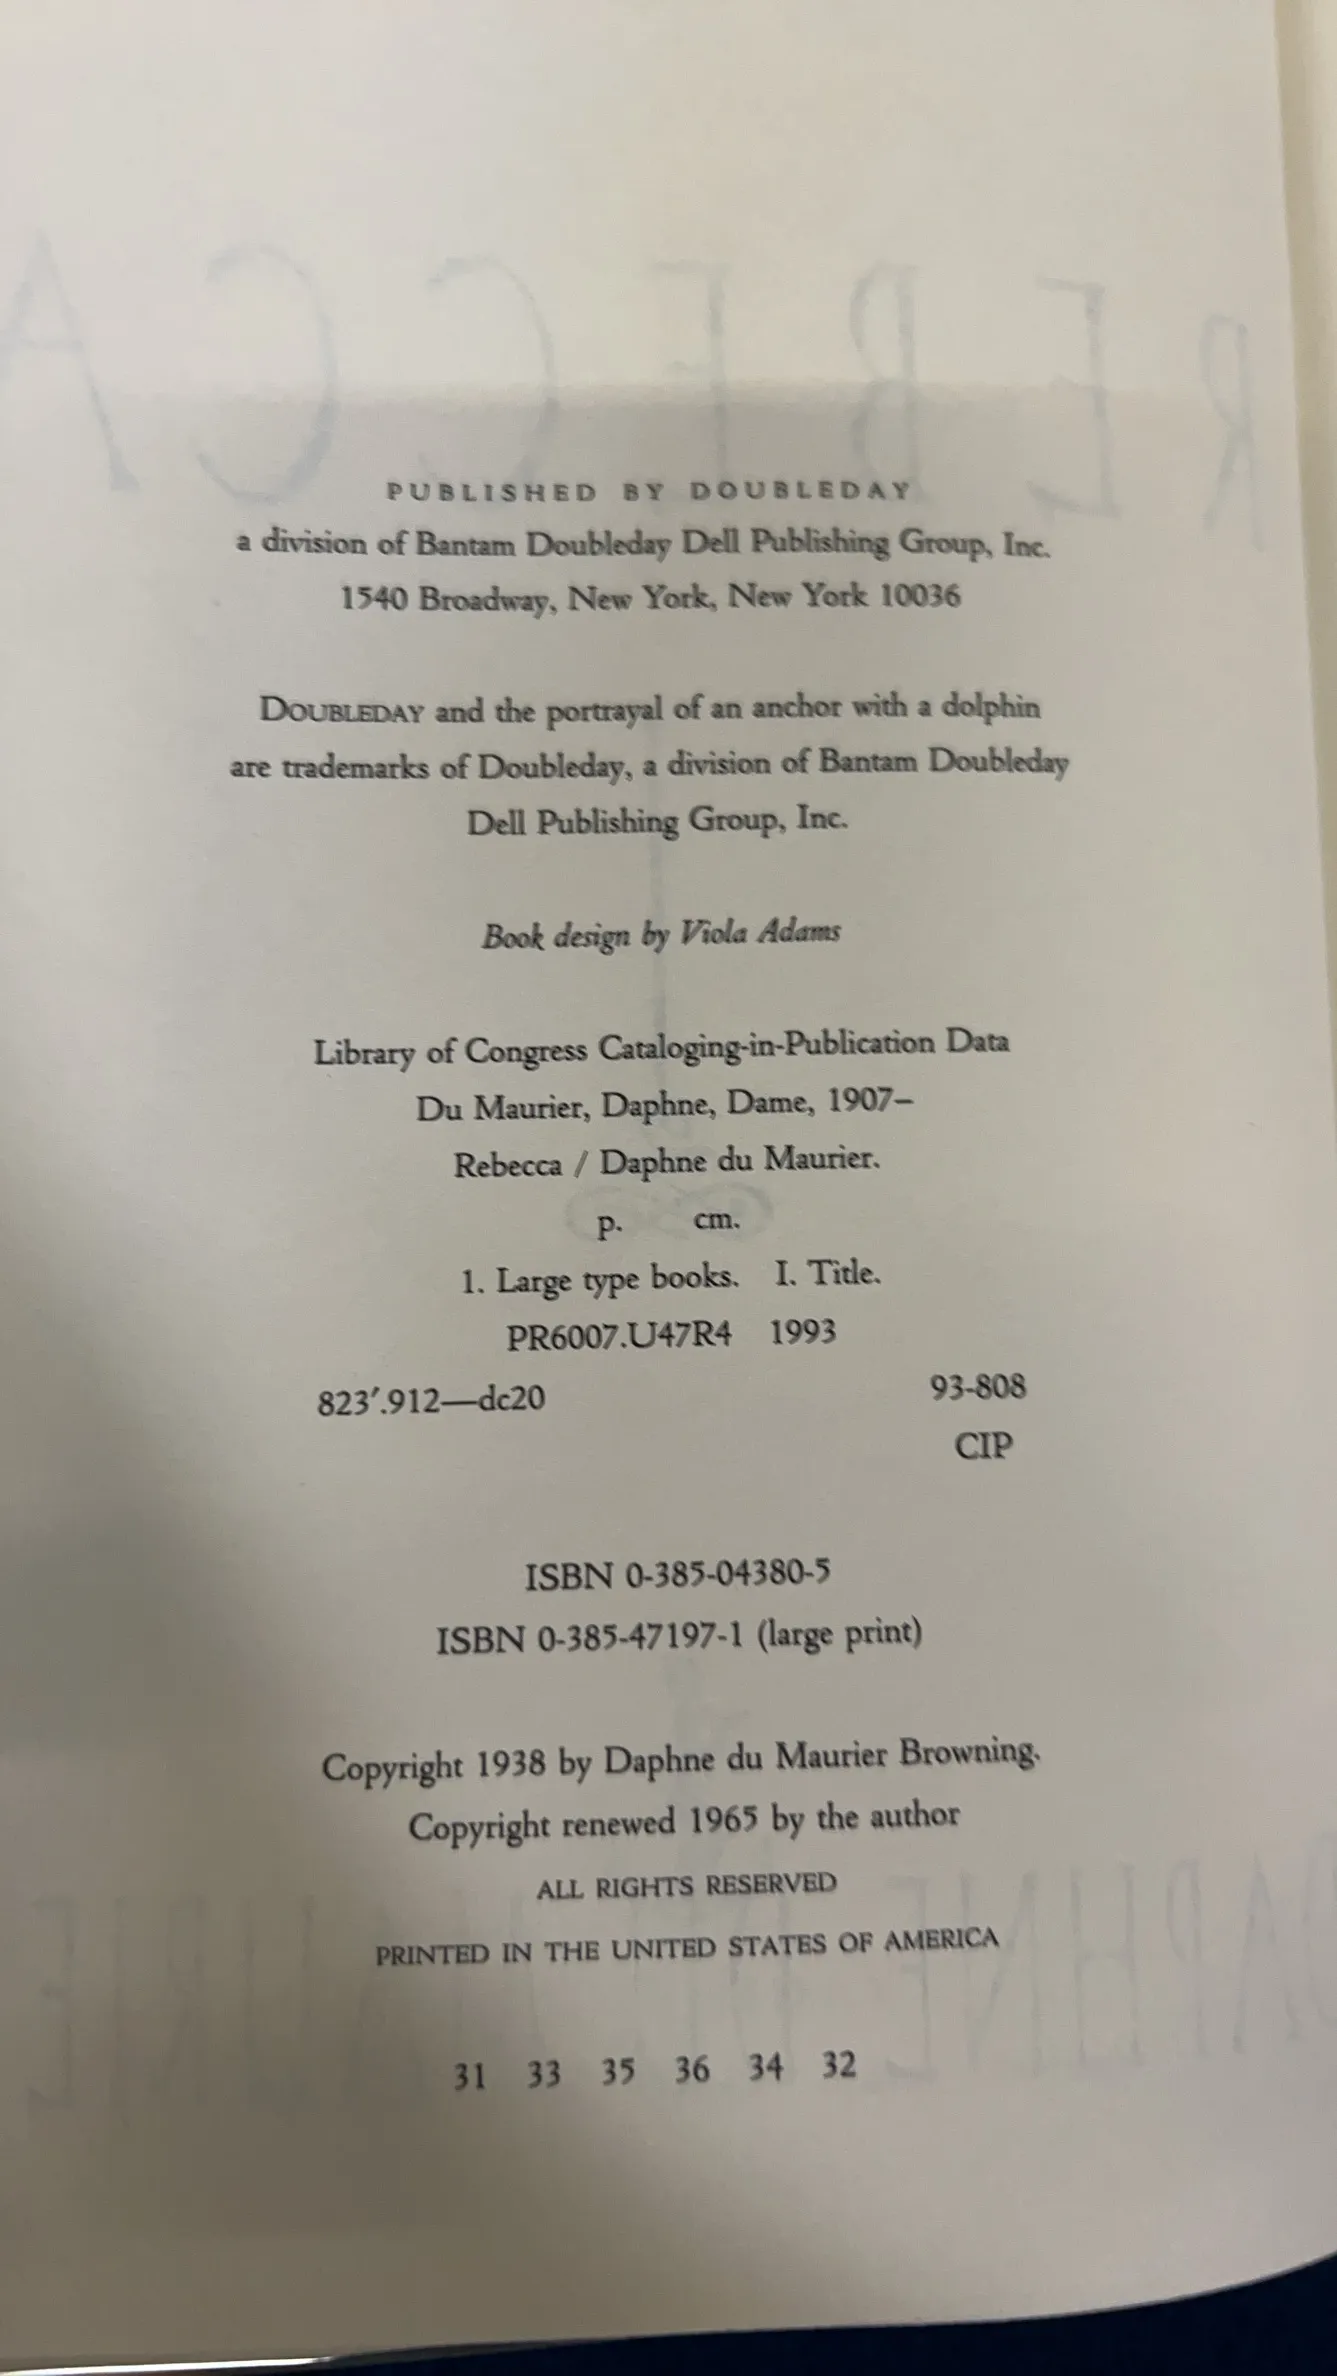 PUBLISHED BY DOUBLEDAY
a division of Bantam Doubleday Dell Publishing Group, Inc.
1540 Broadway, New York, New York 10036
DOUBLEDAY and the portrayal of an anchor with a dolphin
are trademarks of Doubleday, a division of Bantam Doubleday
Dell Publishing Group, Inc.
Book design by Viola Adams
Library of Congress Cataloging-in-Publication Data
Du Maurier, Daphne, Dame, 1907–
Rebecca / Daphne du Maurier.
p. cm.
1. Large type books. I. Title.
PR6007.U47R4 1993
823′.912—dc20 93-808
CIP
ISBN 0-385-04380-5
ISBN 0-385-47197-1 (large print)
Copyright 1938 by Daphne du Maurier Browning.
Copyright renewed 1965 by the author
ALL RIGHTS RESERVED
PRINTED IN THE UNITED STATES OF AMERICA
31 33 35 36 34 32